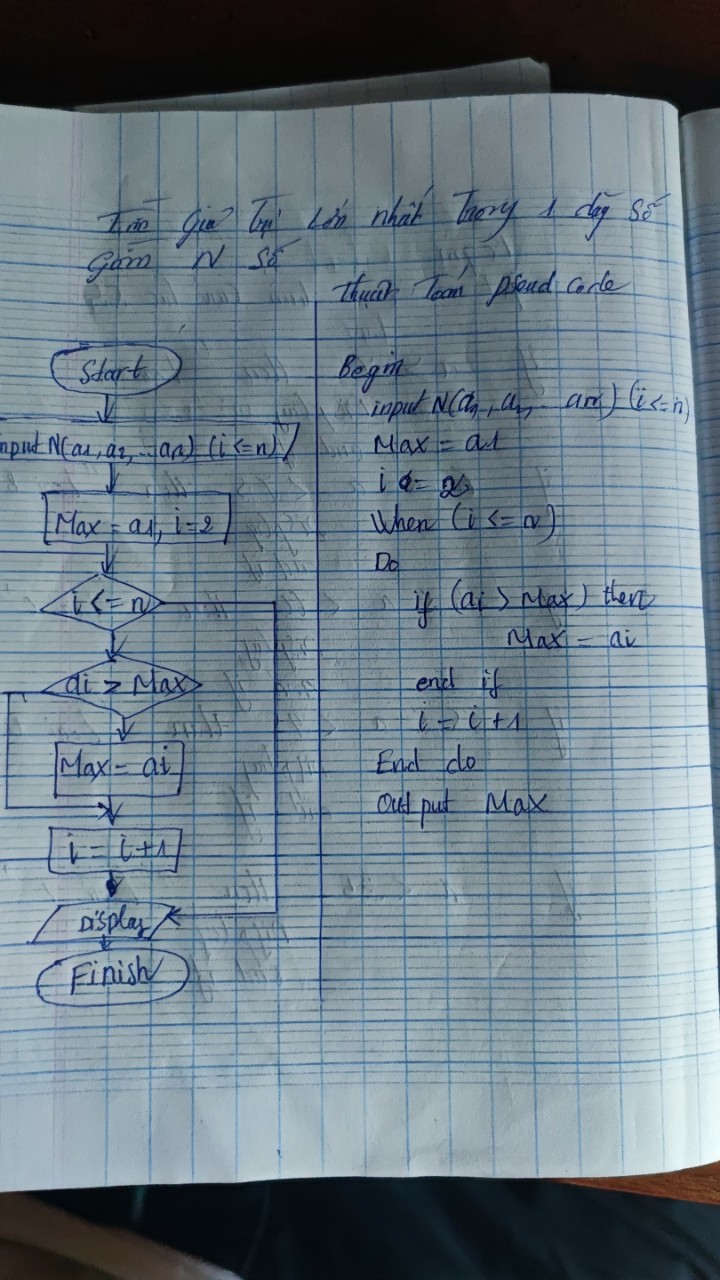 Tìm giá trị lớn nhất trong 1 dãy số
gồm N số
Thuật toán pseud code
Start
input N(a1, a2, ...an) (i <= n)
Max = a1, i = 2
i <= n
ai > Max
Max = ai
i = i + 1
Display
Finish
Begin
input N(a1, a2, ... an) (i <= n)
Max = a1
i = 2
When (i <= n)
Do
if (ai > Max) then
Max = ai
end if
i = i + 1
End do
Output Max